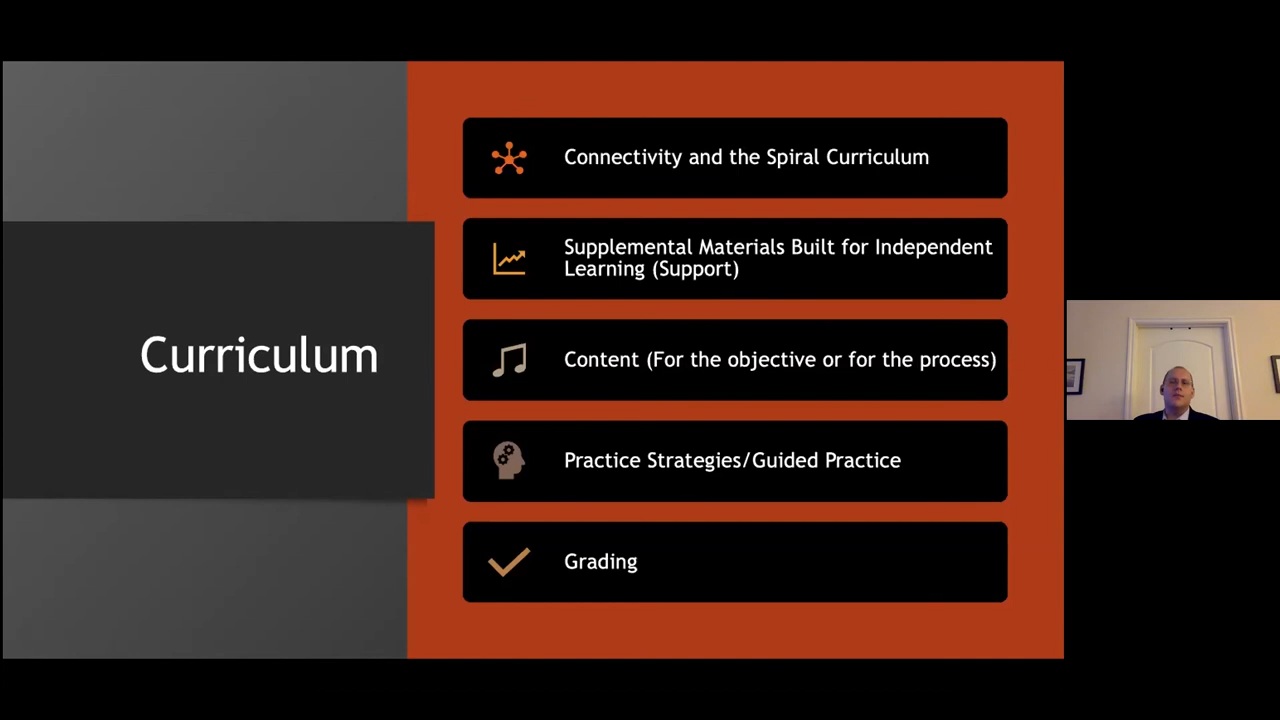 Curriculum
Connectivity and the Spiral Curriculum
Supplemental Materials Built for Independent
Learning (Support)
Content (For the objective or for the process)
Practice Strategies/Guided Practice
Grading